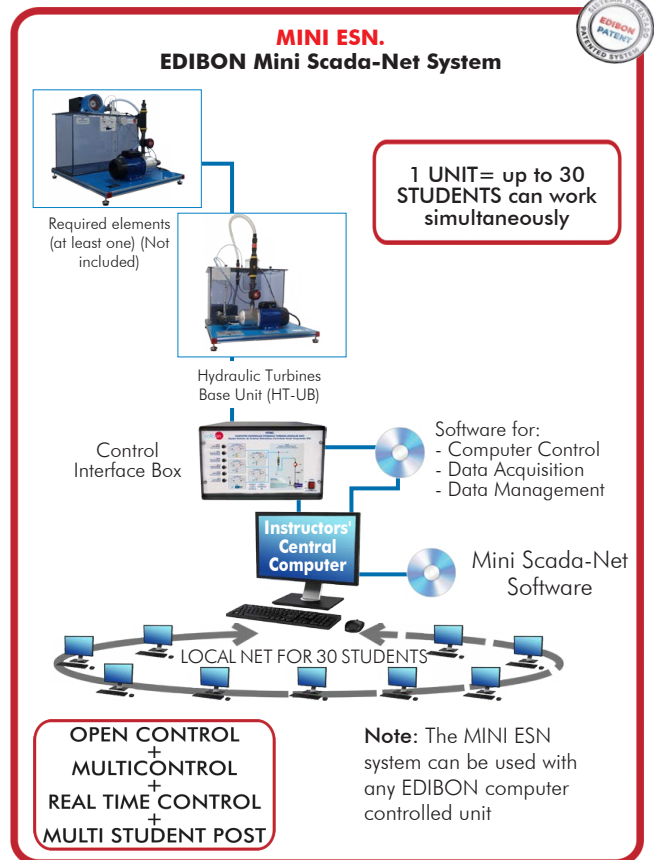 MINI ESN.
EDIBON Mini Scada-Net System
EDIBON
PATENT
PATENTED SYSTEM
1 UNIT= up to 30
STUDENTS can work
simultaneously
Required elements
(at least one) (Not
included)
Hydraulic Turbines
Base Unit (HT-UB)
Control
Interface Box
Software for:
- Computer Control
- Data Acquisition
- Data Management
Instructors'
Central
Computer
Mini Scada-Net
Software
LOCAL NET FOR 30 STUDENTS
OPEN CONTROL
+
MULTICONTROL
+
REAL TIME CONTROL
+
MULTI STUDENT POST
Note: The MINI ESN
system can be used with
any EDIBON computer
controlled unit